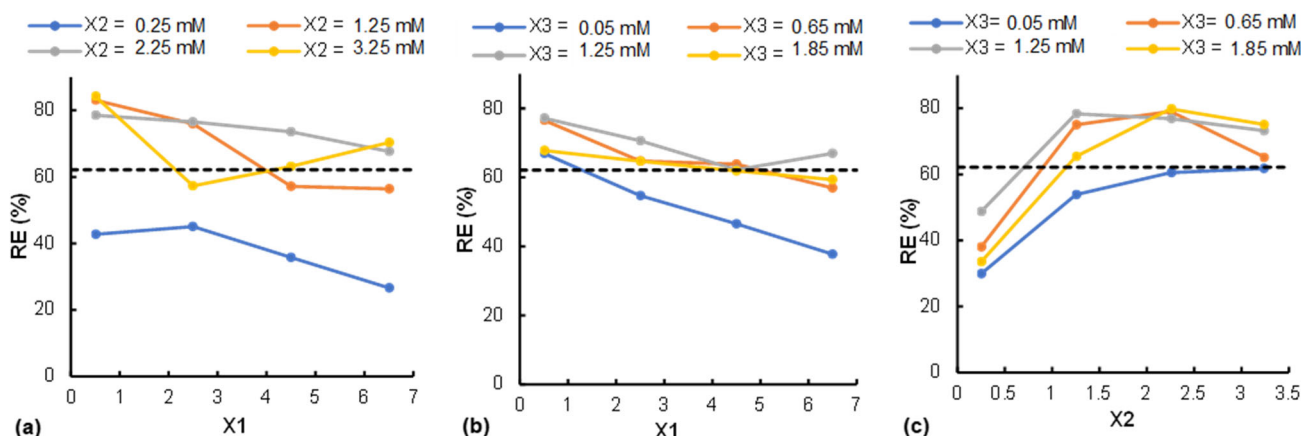 X2 = 0.25 mM X2 = 1.25 mM
X2 = 2.25 mM X2 = 3.25 mM
RE (%)
80
60
40
20
0
0 1 2 3 4 5 6 7
(a) X1
X3 = 0.05 mM X3 = 0.65 mM
X3 = 1.25 mM X3 = 1.85 mM
RE (%)
80
60
40
20
0
0 1 2 3 4 5 6 7
(b) X1
X3= 0.05 mM X3= 0.65 mM
X3 = 1.25 mM X3 = 1.85 mM
RE (%)
80
60
40
20
0
0 0.5 1 1.5 2 2.5 3 3.5
(c) X2